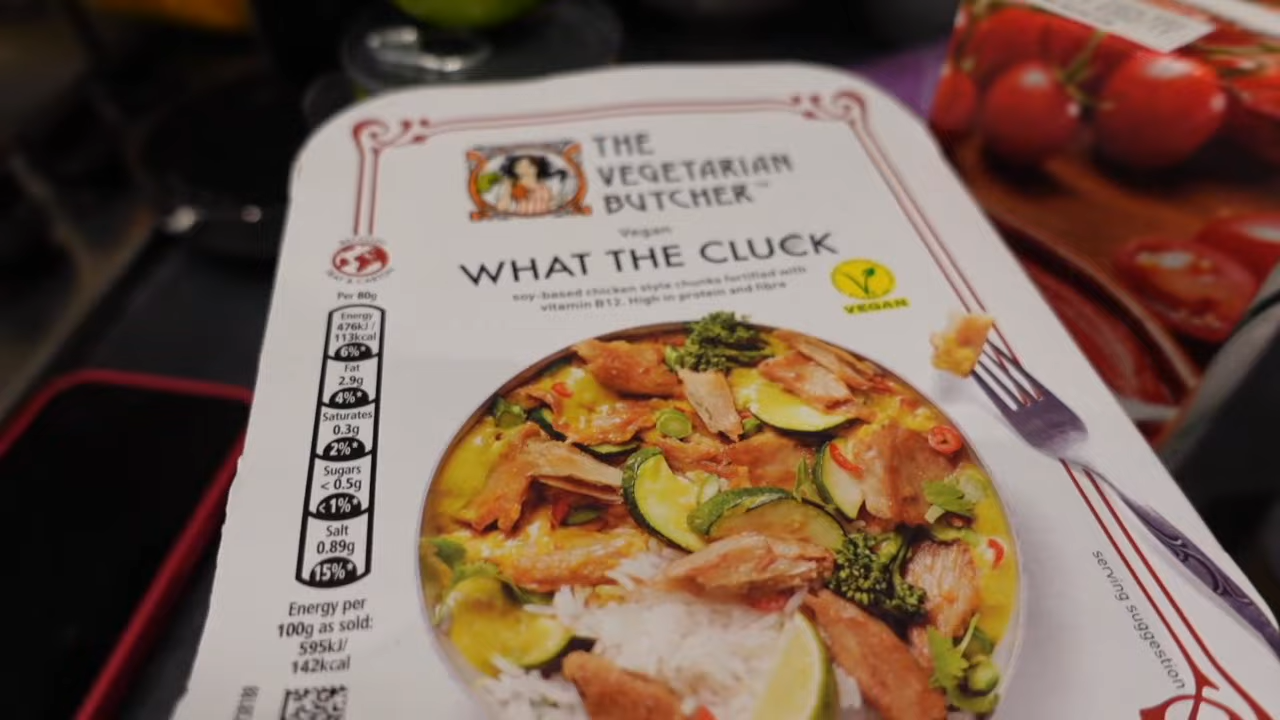 THE
VEGETARIAN
BUTCHER™
Vegan
WHAT THE CLUCK
soy-based chicken style chunks fortified with
vitamin B12. High in protein and fibre
VEGAN
Per 80g
Energy
476kJ /
113kcal
6%*
Fat
2.9g
4%*
Saturates
0.3g
2%*
Sugars
< 0.5g
<1%*
Salt
0.89g
15%*
Energy per
100g as sold:
595kJ/
142kcal
serving suggestion